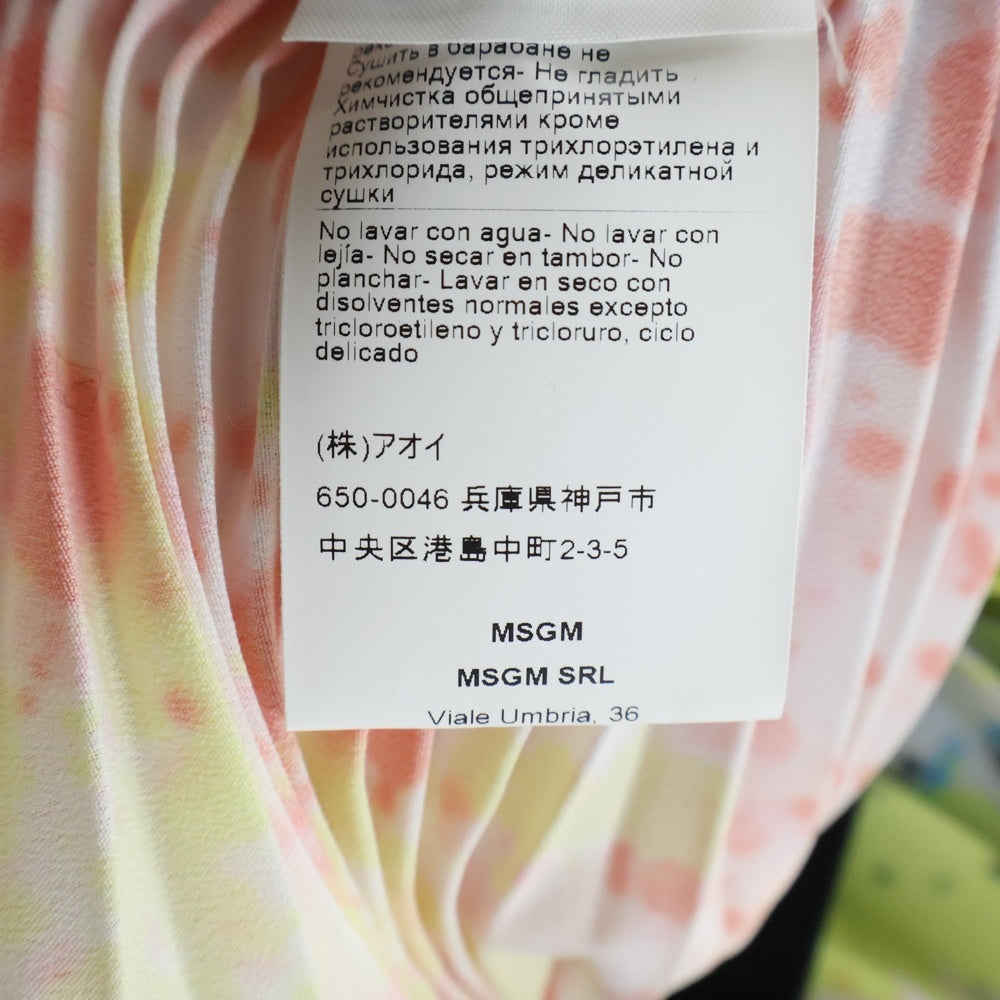 Сушить в барабане не
рекомендуется- Не гладить
Химчистка общепринятыми
растворителями кроме
использования трихлорэтилена и
трихлорида, режим деликатной
сушки
No lavar con agua- No lavar con
lejía- No secar en tambor- No
planchar- Lavar en seco con
disolventes normales excepto
tricloroetileno y tricloruro, ciclo
delicado
(株)アオイ
650-0046 兵庫県神戸市
中央区港島中町2-3-5
MSGM
MSGM SRL
Viale Umbria, 36